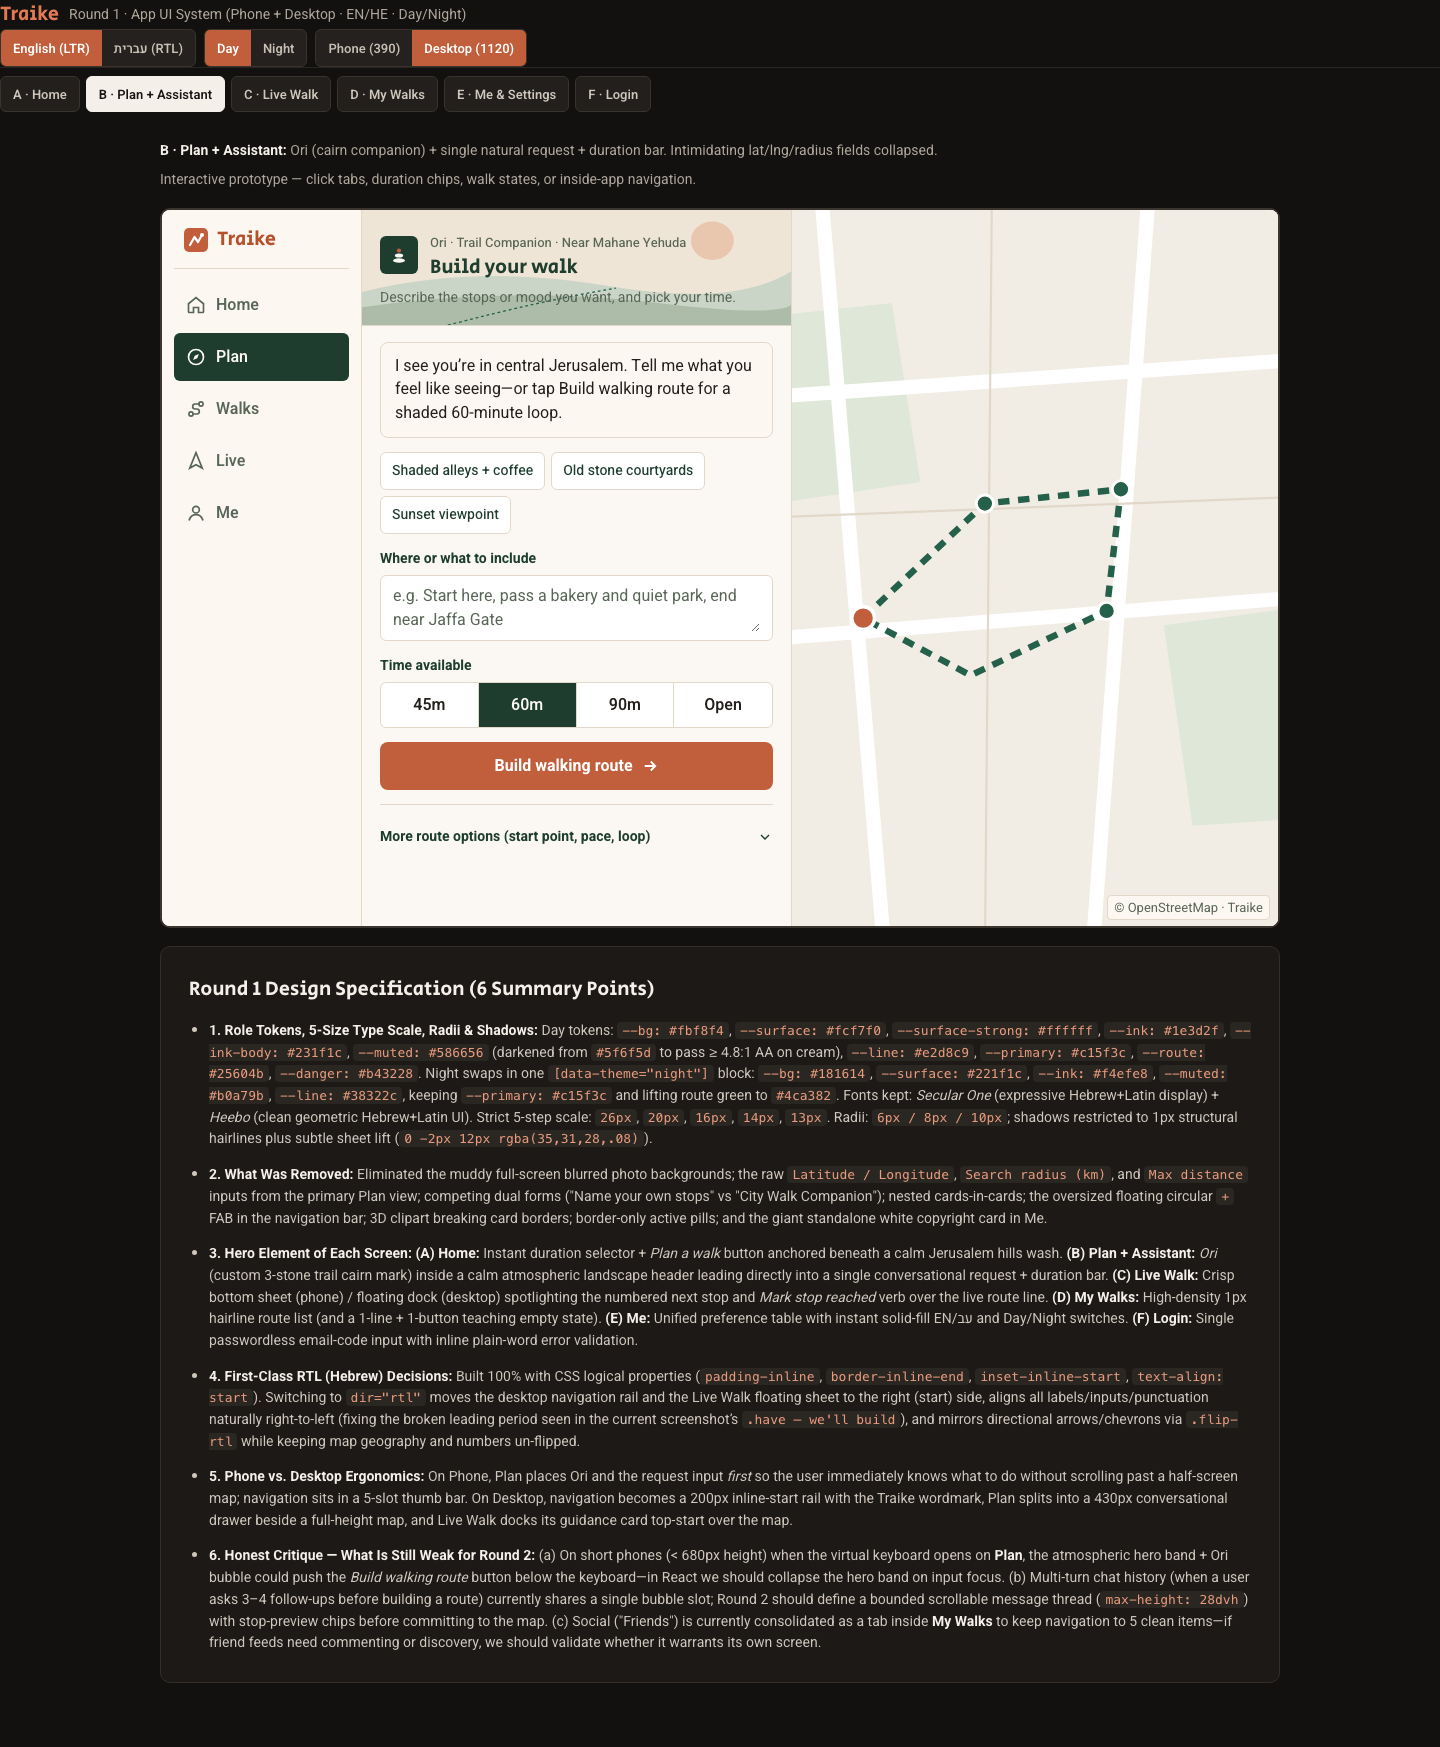 Traike Round 1 · App UI System (Phone + Desktop · EN/HE · Day/Night)
English (LTR) עברית (RTL) Day Night Phone (390) Desktop (1120)
A · Home B · Plan + Assistant C · Live Walk D · My Walks E · Me & Settings F · Login
B · Plan + Assistant: Ori (cairn companion) + single natural request + duration bar. Intimidating lat/lng/radius fields collapsed.
Interactive prototype — click tabs, duration chips, walk states, or inside-app navigation.
Traike
Home
Plan
Walks
Live
Me
Ori · Trail Companion · Near Mahane Yehuda
Build your walk
Describe the stops or mood you want, and pick your time.
I see you’re in central Jerusalem. Tell me what you
feel like seeing—or tap Build walking route for a
shaded 60-minute loop.
Shaded alleys + coffee Old stone courtyards
Sunset viewpoint
Where or what to include
e.g. Start here, pass a bakery and quiet park, end
near Jaffa Gate
Time available
45m 60m 90m Open
Build walking route →
More route options (start point, pace, loop)
© OpenStreetMap · Traike
Round 1 Design Specification (6 Summary Points)
• 1. Role Tokens, 5-Size Type Scale, Radii & Shadows: Day tokens: --bg: #fbf8f4 , --surface: #fcf7f0 , --surface-strong: #ffffff , --ink: #1e3d2f , --
ink-body: #231f1c , --muted: #586656 (darkened from #5f6f5d to pass ≥ 4.8:1 AA on cream), --line: #e2d8c9 , --primary: #c15f3c , --route:
#25604b , --danger: #b43228 . Night swaps in one [data-theme="night"] block: --bg: #181614 , --surface: #221f1c , --ink: #f4efe8 , --muted:
#b0a79b , --line: #38322c , keeping --primary: #c15f3c and lifting route green to #4ca382 . Fonts kept: Secular One (expressive Hebrew+Latin display) +
Heebo (clean geometric Hebrew+Latin UI). Strict 5-step scale: 26px , 20px , 16px , 14px , 13px . Radii: 6px / 8px / 10px ; shadows restricted to 1px structural
hairlines plus subtle sheet lift ( 0 -2px 12px rgba(35,31,28,.08) ).
• 2. What Was Removed: Eliminated the muddy full-screen blurred photo backgrounds; the raw Latitude / Longitude , Search radius (km) , and Max distance
inputs from the primary Plan view; competing dual forms ("Name your own stops" vs "City Walk Companion"); nested cards-in-cards; the oversized floating circular +
FAB in the navigation bar; 3D clipart breaking card borders; border-only active pills; and the giant standalone white copyright card in Me.
• 3. Hero Element of Each Screen: (A) Home: Instant duration selector + Plan a walk button anchored beneath a calm Jerusalem hills wash. (B) Plan + Assistant: Ori
(custom 3-stone trail cairn mark) inside a calm atmospheric landscape header leading directly into a single conversational request + duration bar. (C) Live Walk: Crisp
bottom sheet (phone) / floating dock (desktop) spotlighting the numbered next stop and Mark stop reached verb over the live route line. (D) My Walks: High-density 1px
hairline route list (and a 1-line + 1-button teaching empty state). (E) Me: Unified preference table with instant solid-fill EN/עב and Day/Night switches. (F) Login: Single
passwordless email-code input with inline plain-word error validation.
• 4. First-Class RTL (Hebrew) Decisions: Built 100% with CSS logical properties ( padding-inline , border-inline-end , inset-inline-start , text-align:
start ). Switching to dir="rtl" moves the desktop navigation rail and the Live Walk floating sheet to the right (start) side, aligns all labels/inputs/punctuation
naturally right-to-left (fixing the broken leading period seen in the current screenshot’s .have — we'll build ), and mirrors directional arrows/chevrons via .flip-
rtl while keeping map geography and numbers un-flipped.
• 5. Phone vs. Desktop Ergonomics: On Phone, Plan places Ori and the request input first so the user immediately knows what to do without scrolling past a half-screen
map; navigation sits in a 5-slot thumb bar. On Desktop, navigation becomes a 200px inline-start rail with the Traike wordmark, Plan splits into a 430px conversational
drawer beside a full-height map, and Live Walk docks its guidance card top-start over the map.
• 6. Honest Critique — What Is Still Weak for Round 2: (a) On short phones (< 680px height) when the virtual keyboard opens on Plan, the atmospheric hero band + Ori
bubble could push the Build walking route button below the keyboard—in React we should collapse the hero band on input focus. (b) Multi-turn chat history (when a user
asks 3–4 follow-ups before building a route) currently shares a single bubble slot; Round 2 should define a bounded scrollable message thread ( max-height: 28dvh )
with stop-preview chips before committing to the map. (c) Social ("Friends") is currently consolidated as a tab inside My Walks to keep navigation to 5 clean items—if
friend feeds need commenting or discovery, we should validate whether it warrants its own screen.